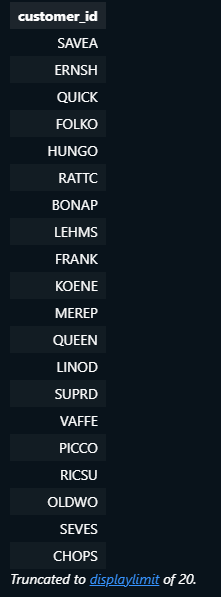 customer_id
SAVEA
ERNSH
QUICK
FOLKO
HUNGO
RATTC
BONAP
LEHMS
FRANK
KOENE
MEREP
QUEEN
LINOD
SUPRD
VAFFE
PICCO
RICSU
OLDWO
SEVES
CHOPS
Truncated to displaylimit of 20.